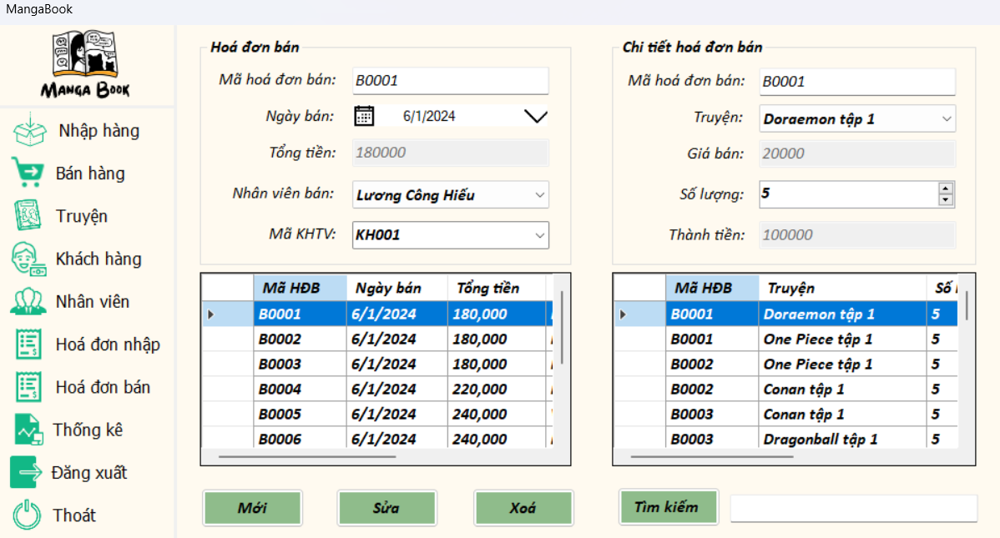 MangaBook
MANGA BOOK
Nhập hàng
Bán hàng
Truyện
Khách hàng
Nhân viên
Hoá đơn nhập
Hoá đơn bán
Thống kê
Đăng xuất
Thoát
Hoá đơn bán
Mã hoá đơn bán: B0001
Ngày bán: 6/1/2024
Tổng tiền: 180000
Nhân viên bán: Lương Công Hiếu
Mã KHTV: KH001
Chi tiết hoá đơn bán
Mã hoá đơn bán: B0001
Truyện: Doraemon tập 1
Giá bán: 20000
Số lượng: 5
Thành tiền: 100000
Mã HĐB Ngày bán Tổng tiền
B0001 6/1/2024 180,000
B0002 6/1/2024 180,000
B0003 6/1/2024 180,000
B0004 6/1/2024 220,000
B0005 6/1/2024 240,000
B0006 6/1/2024 240,000
Mã HĐB Truyện Số
B0001 Doraemon tập 1 5
B0001 One Piece tập 1 5
B0002 One Piece tập 1 5
B0002 Conan tập 1 5
B0003 Conan tập 1 5
B0003 Dragonball tập 1 5
Mới Sửa Xoá Tìm kiếm